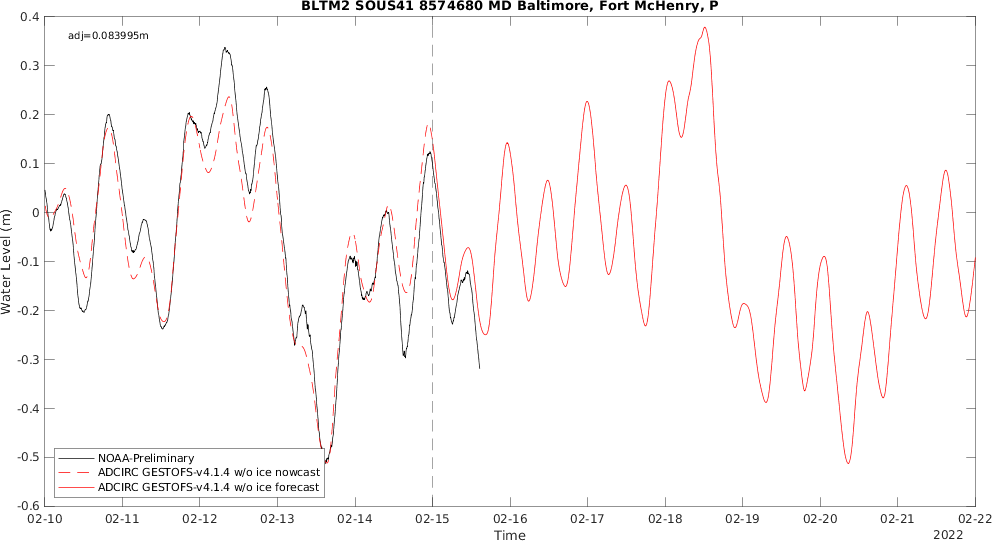 BLTM2 SOUS41 8574680 MD Baltimore, Fort McHenry, P
adj=0.083995m
0.4
0.3
0.2
0.1
0
-0.1
-0.2
-0.3
-0.4
-0.5
-0.6
Water Level (m)
NOAA-Preliminary
ADCIRC GESTOFS-v4.1.4 w/o ice nowcast
ADCIRC GESTOFS-v4.1.4 w/o ice forecast
02-10 02-11 02-12 02-13 02-14 02-15 02-16 02-17 02-18 02-19 02-20 02-21 02-22
Time
2022